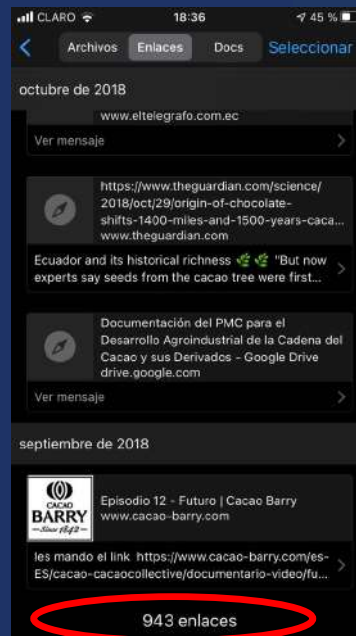 CLARO 18:36 45 %
Archivos Enlaces Docs Seleccionar
octubre de 2018
www.eltelegrafo.com.ec
Ver mensaje
https://www.theguardian.com/science/
2018/oct/29/origin-of-chocolate-
shifts-1400-miles-and-1500-years-caca...
www.theguardian.com
Ecuador and its historical richness 🌿 🌿 "But now
experts say seeds from the cacao tree were first...
Documentación del PMC para el
Desarrollo Agroindustrial de la Cadena del
Cacao y sus Derivados - Google Drive
drive.google.com
Ver mensaje
septiembre de 2018
CACAO
BARRY
Since 1842
Episodio 12 - Futuro | Cacao Barry
www.cacao-barry.com
les mando el link https://www.cacao-barry.com/es-
ES/cacao-cacaocollective/documentario-video/fu...
943 enlaces